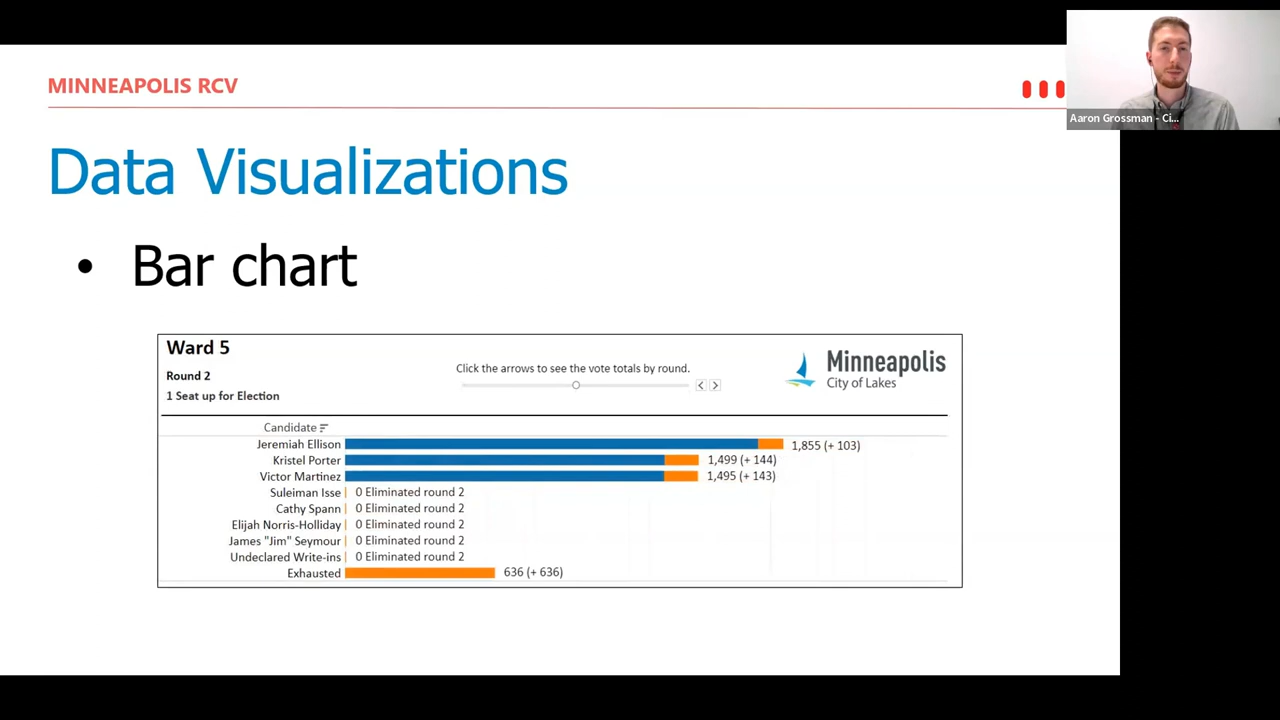 MINNEAPOLIS RCV
Aaron Grossman - Ci...
Data Visualizations
• Bar chart
Ward 5
Round 2
1 Seat up for Election
Click the arrows to see the vote totals by round.
Minneapolis
City of Lakes
Candidate
Jeremiah Ellison 1,855 (+ 103)
Kristel Porter 1,499 (+ 144)
Victor Martinez 1,495 (+ 143)
Suleiman Isse 0 Eliminated round 2
Cathy Spann 0 Eliminated round 2
Elijah Norris-Holliday 0 Eliminated round 2
James "Jim" Seymour 0 Eliminated round 2
Undeclared Write-ins 0 Eliminated round 2
Exhausted 636 (+ 636)